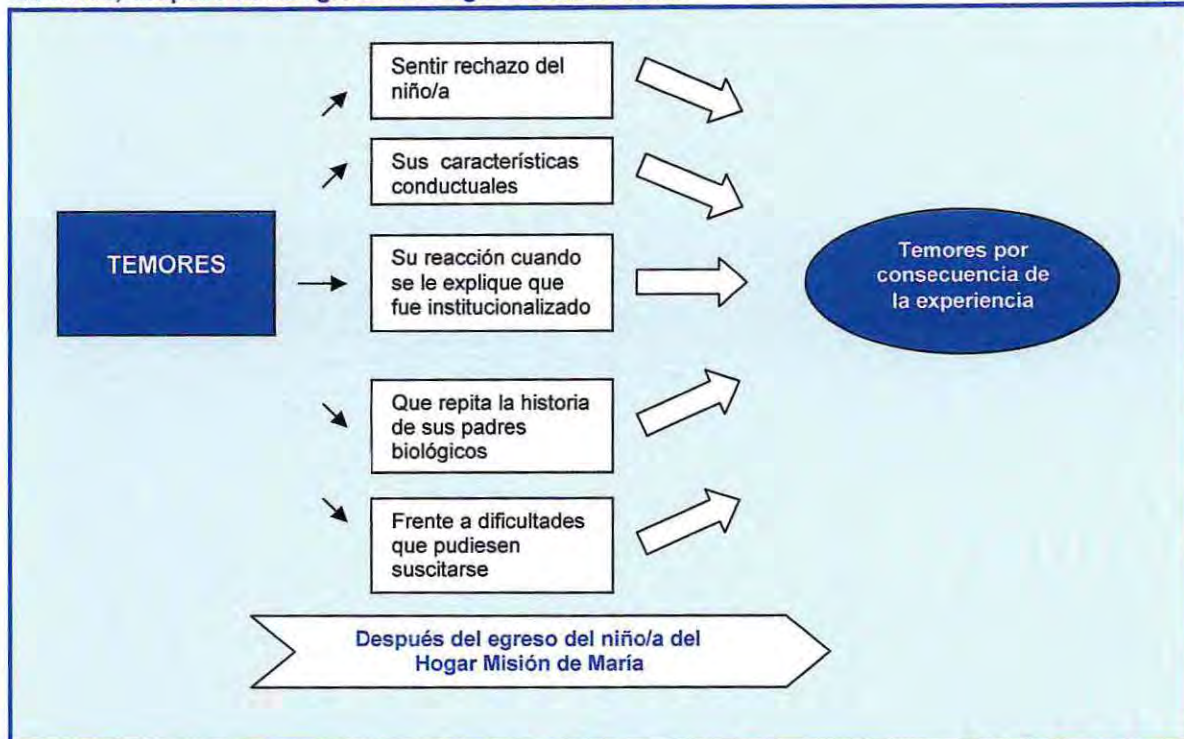 Sentir rechazo del
niño/a
Sus características
conductuales
TEMORES
Su reacción cuando
se le explique que
fue institucionalizado
Temores por
consecuencia de
la experiencia
Que repita la historia
de sus padres
biológicos
Frente a dificultades
que pudiesen
suscitarse
Después del egreso del niño/a del
Hogar Misión de María